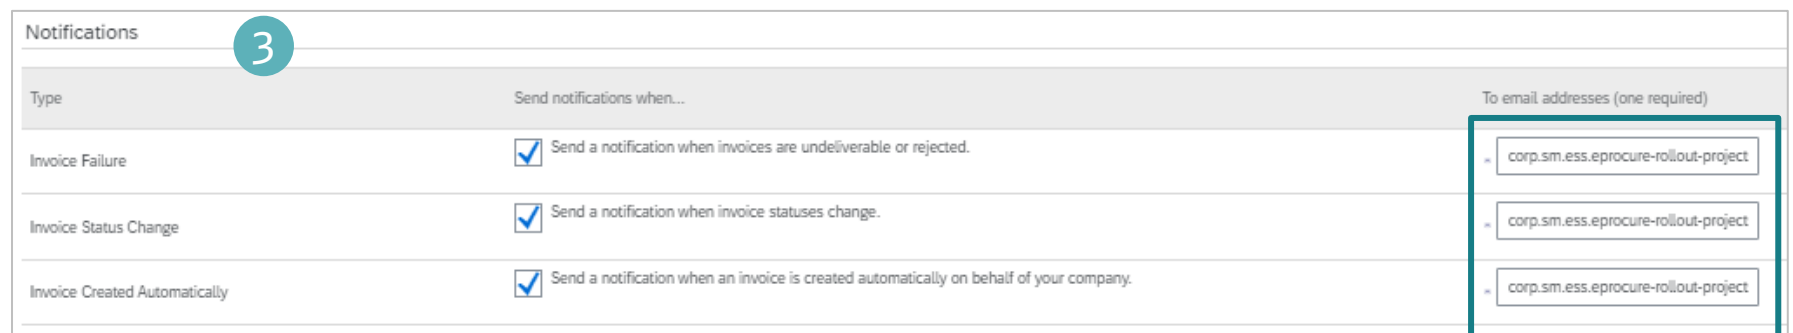 Notifications
3
Type Send notifications when... To email addresses (one required)
Invoice Failure Send a notification when invoices are undeliverable or rejected. * corp.sm.ess.eprocure-rollout-project
Invoice Status Change Send a notification when invoice statuses change. * corp.sm.ess.eprocure-rollout-project
Invoice Created Automatically Send a notification when an invoice is created automatically on behalf of your company. * corp.sm.ess.eprocure-rollout-project